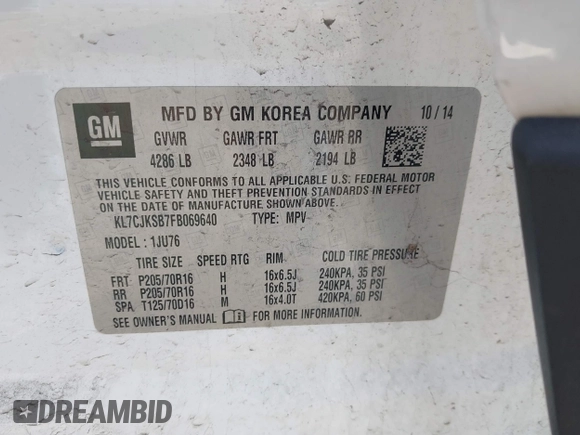 GM
MFD BY GM KOREA COMPANY 10/14
GVWR GAWR FRT GAWR RR
4286 LB 2348 LB 2194 LB
THIS VEHICLE CONFORMS TO ALL APPLICABLE U.S. FEDERAL MOTOR
VEHICLE SAFETY AND THEFT PREVENTION STANDARDS IN EFFECT
ON THE DATE OF MANUFACTURE SHOWN ABOVE.
KL7CJKSB7FB069640 TYPE: MPV
MODEL: 1JU76
TIRE SIZE SPEED RTG RIM COLD TIRE PRESSURE
FRT P205/70R16 H 16x6.5J 240KPA, 35 PSI
RR P205/70R16 H 16x6.5J 240KPA, 35 PSI
SPA T125/70D16 M 16x4.0T 420KPA, 60 PSI
SEE OWNER'S MANUAL FOR MORE INFORMATION.
DREAMBID